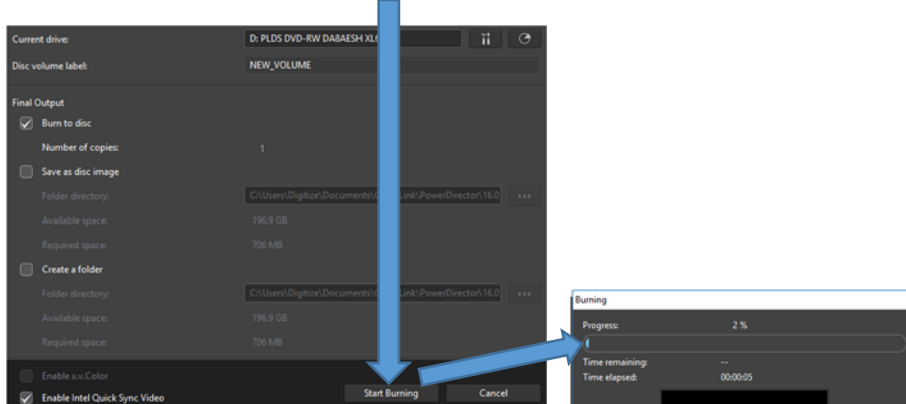 Current drive: D: PLDS DVD-RW DA8AESH XL6
Disc volume label: NEW_VOLUME
Final Output
Burn to disc
Number of copies: 1
Save as disc image
Folder directory: C:\Users\Digitize\Documents\ Link\PowerDirector\16.0 ...
Available space: 196.9 GB
Required space: 706 MB
Create a folder
Folder directory: C:\Users\Digitize\Documents\ Link\PowerDirector\16.0 ...
Available space: 196.9 GB
Required space: 706 MB
Enable x.v.Color
Enable Intel Quick Sync Video
Start Burning Cancel
Burning
Progress: 2 %
Time remaining: --
Time elapsed: 00:00:05